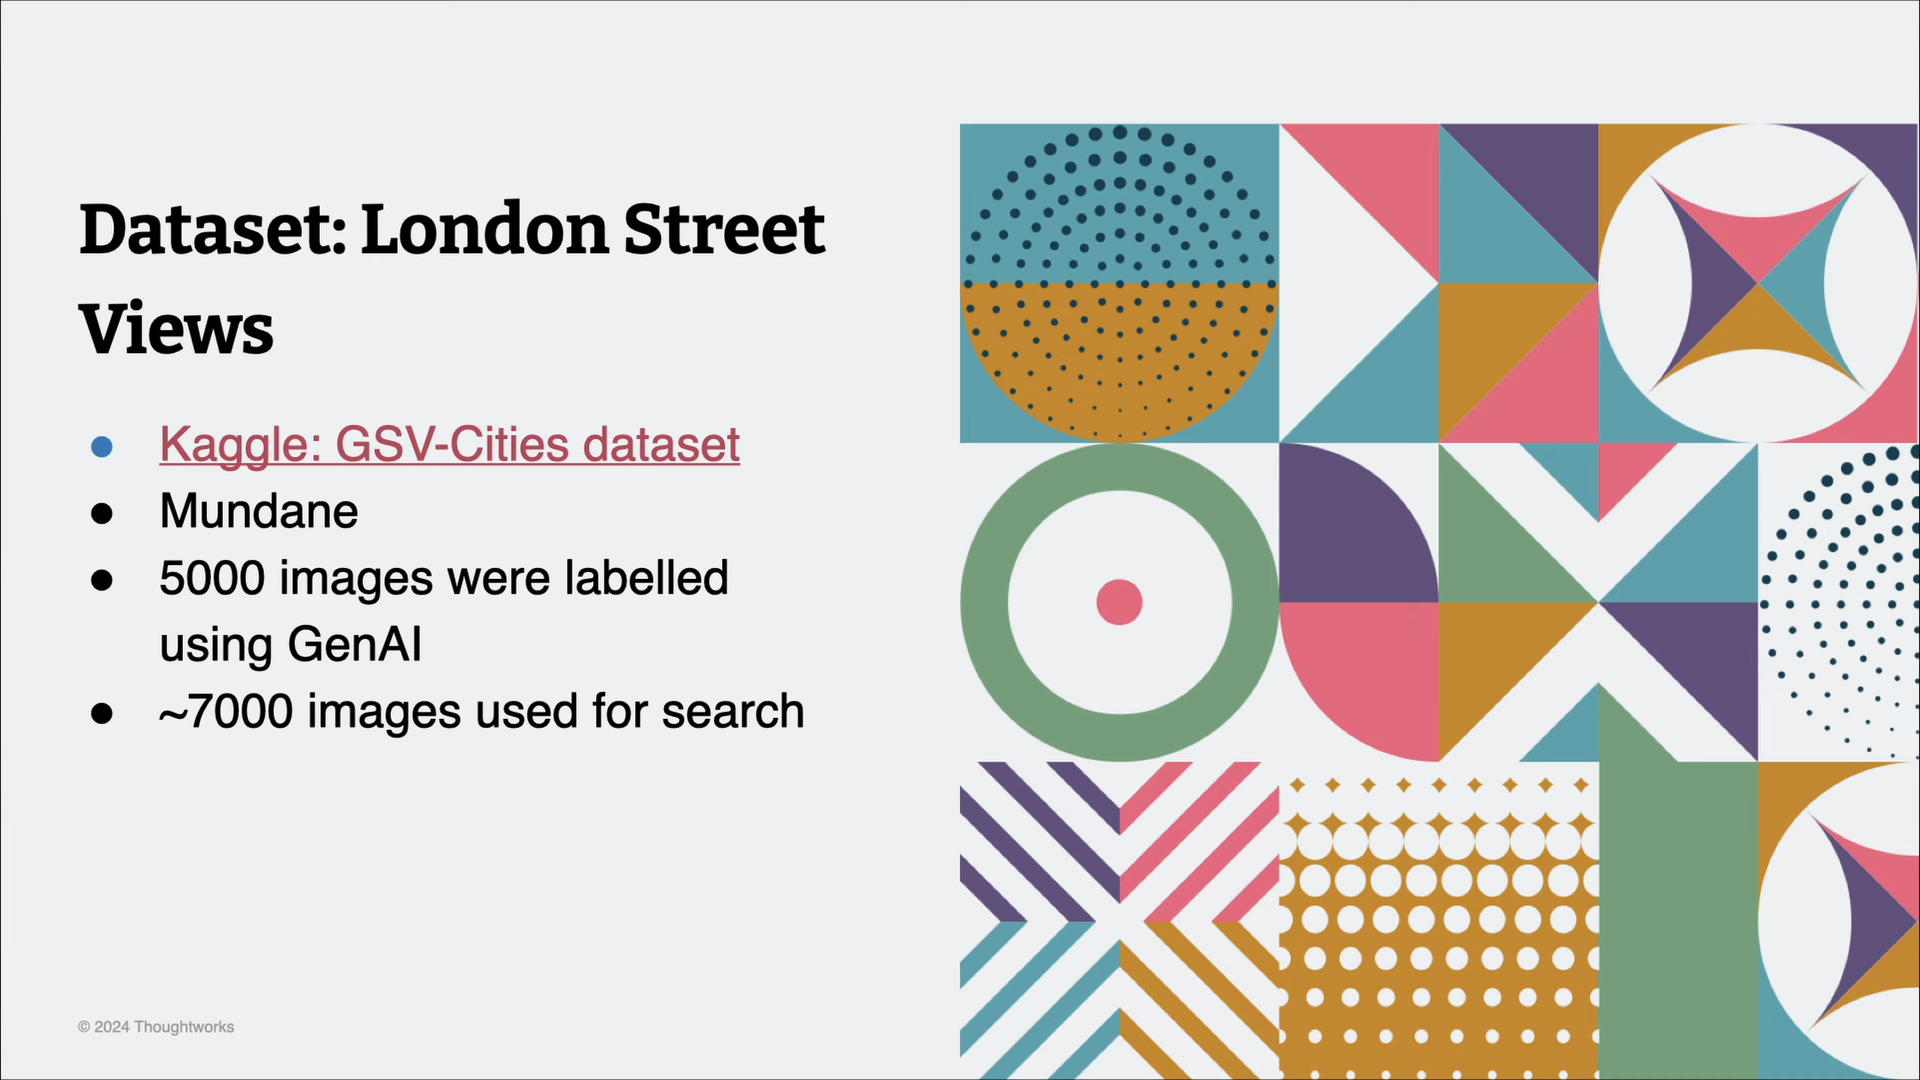 Dataset: London Street
Views
● Kaggle: GSV-Cities dataset
● Mundane
● 5000 images were labelled
using GenAI
● ~7000 images used for search
© 2024 Thoughtworks